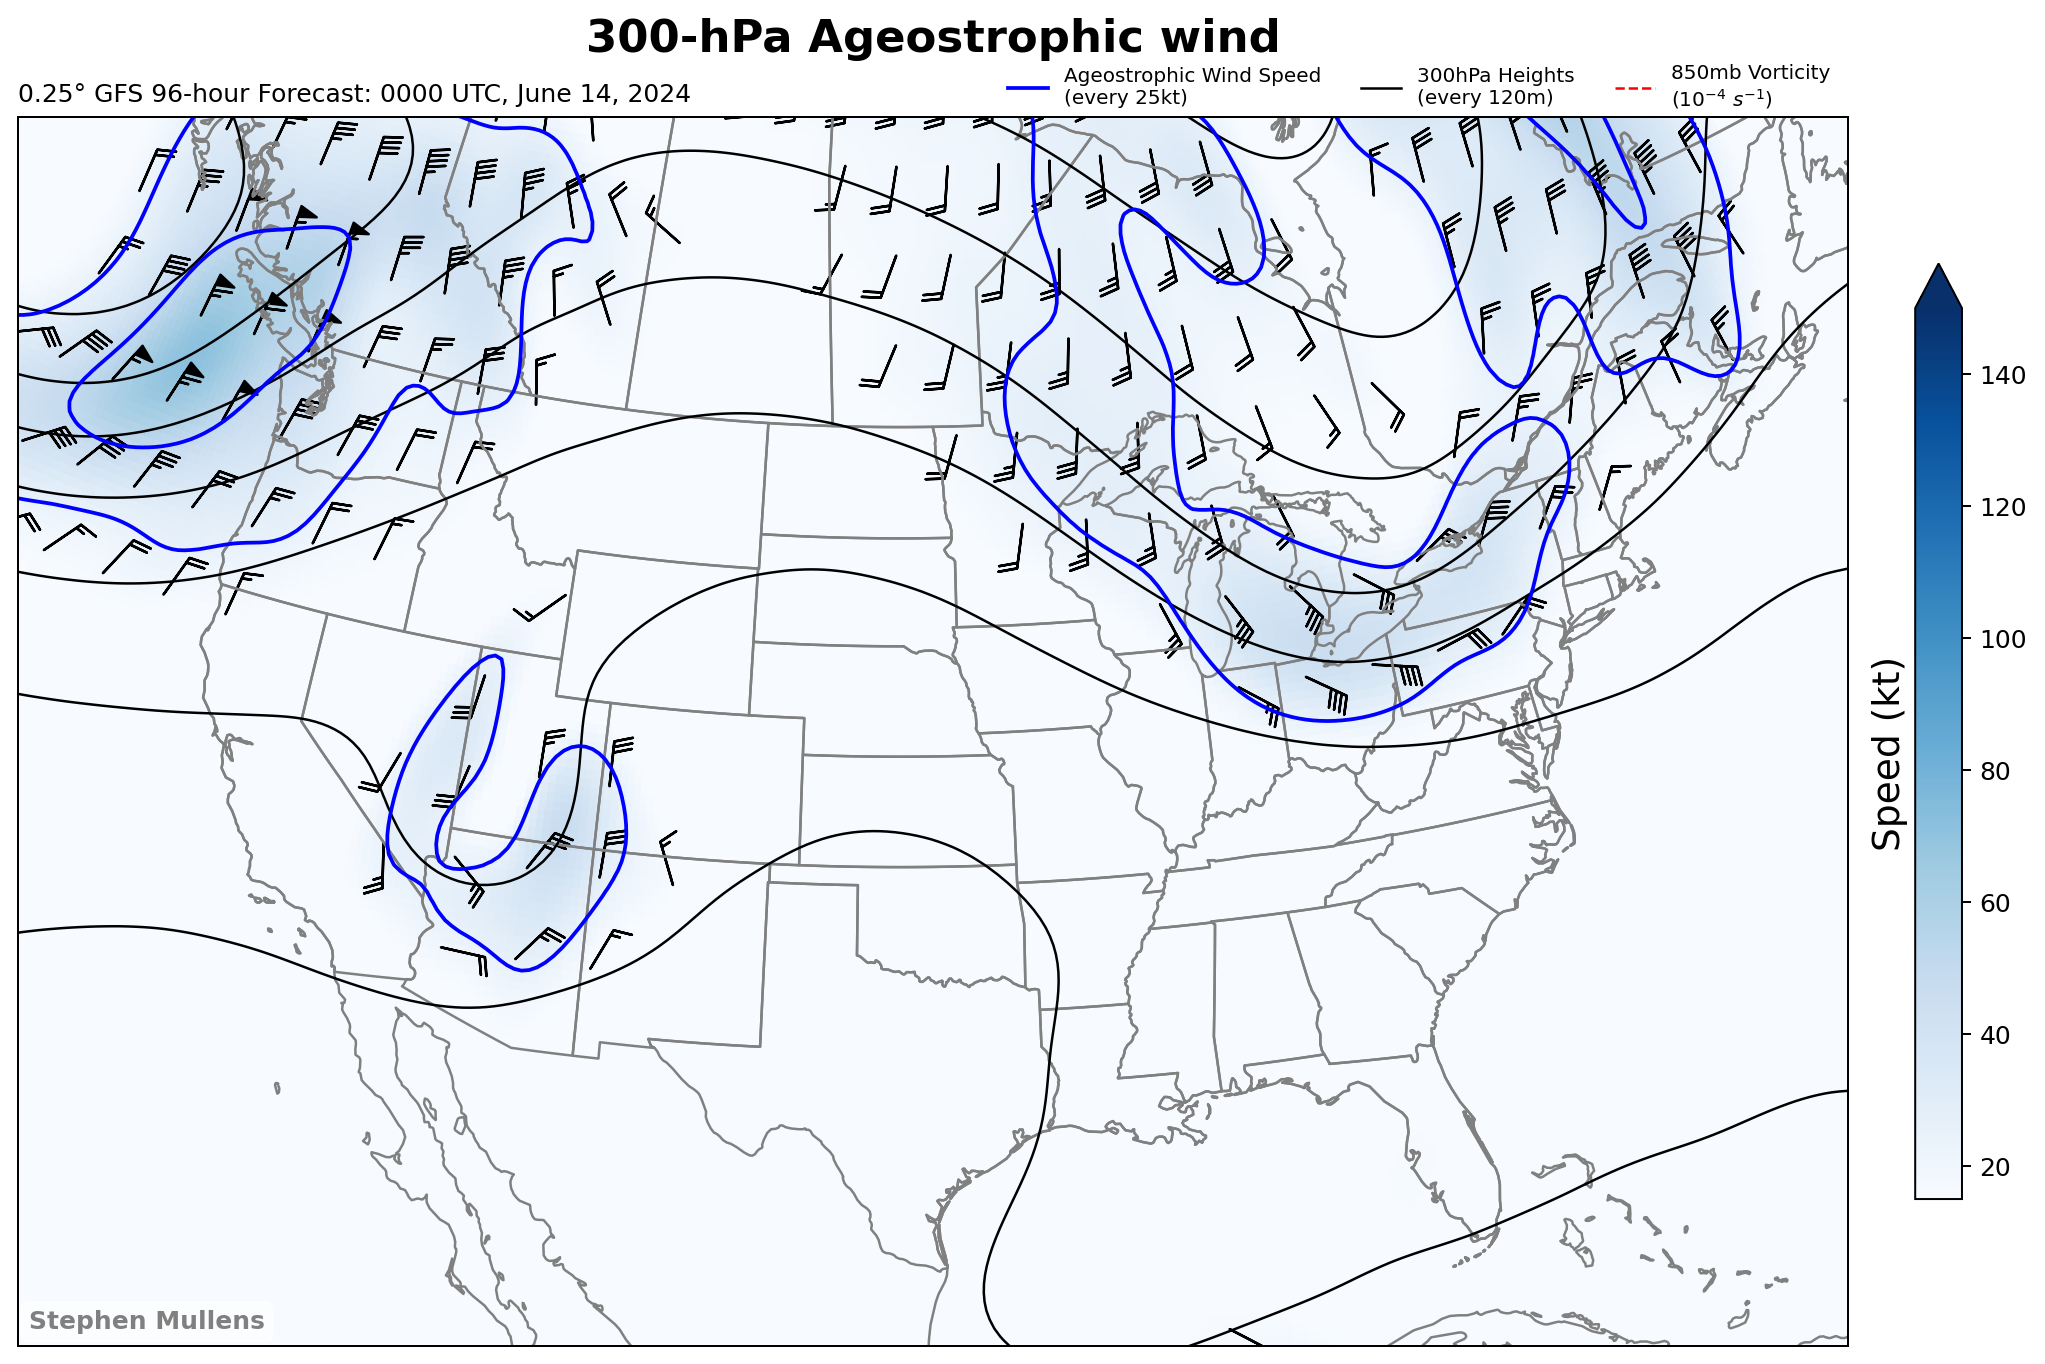 300-hPa Ageostrophic wind
0.25° GFS 96-hour Forecast: 0000 UTC, June 14, 2024
Ageostrophic Wind Speed
(every 25kt)
300hPa Heights
(every 120m)
850mb Vorticity
(10⁻⁴ s⁻¹)
140
120
100
80
60
40
20
Speed (kt)
Stephen Mullens